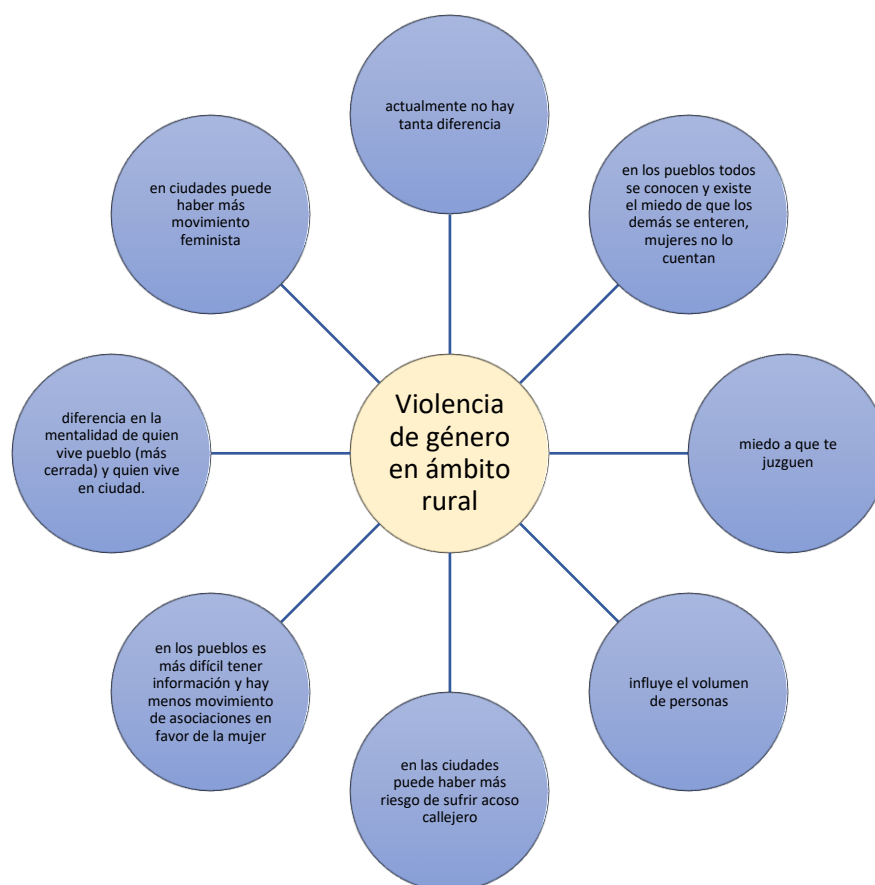 actualmente no hay
tanta diferencia
en los pueblos todos
se conocen y existe
el miedo de que los
demás se enteren,
mujeres no lo
cuentan
miedo a que te
juzguen
influye el volumen
de personas
en las ciudades
puede haber más
riesgo de sufrir acoso
callejero
en los pueblos es
más difícil tener
información y hay
menos movimiento
de asociaciones en
favor de la mujer
diferencia en la
mentalidad de quien
vive pueblo (más
cerrada) y quien vive
en ciudad.
en ciudades puede
haber más
movimiento
feminista
Violencia
de género
en ámbito
rural